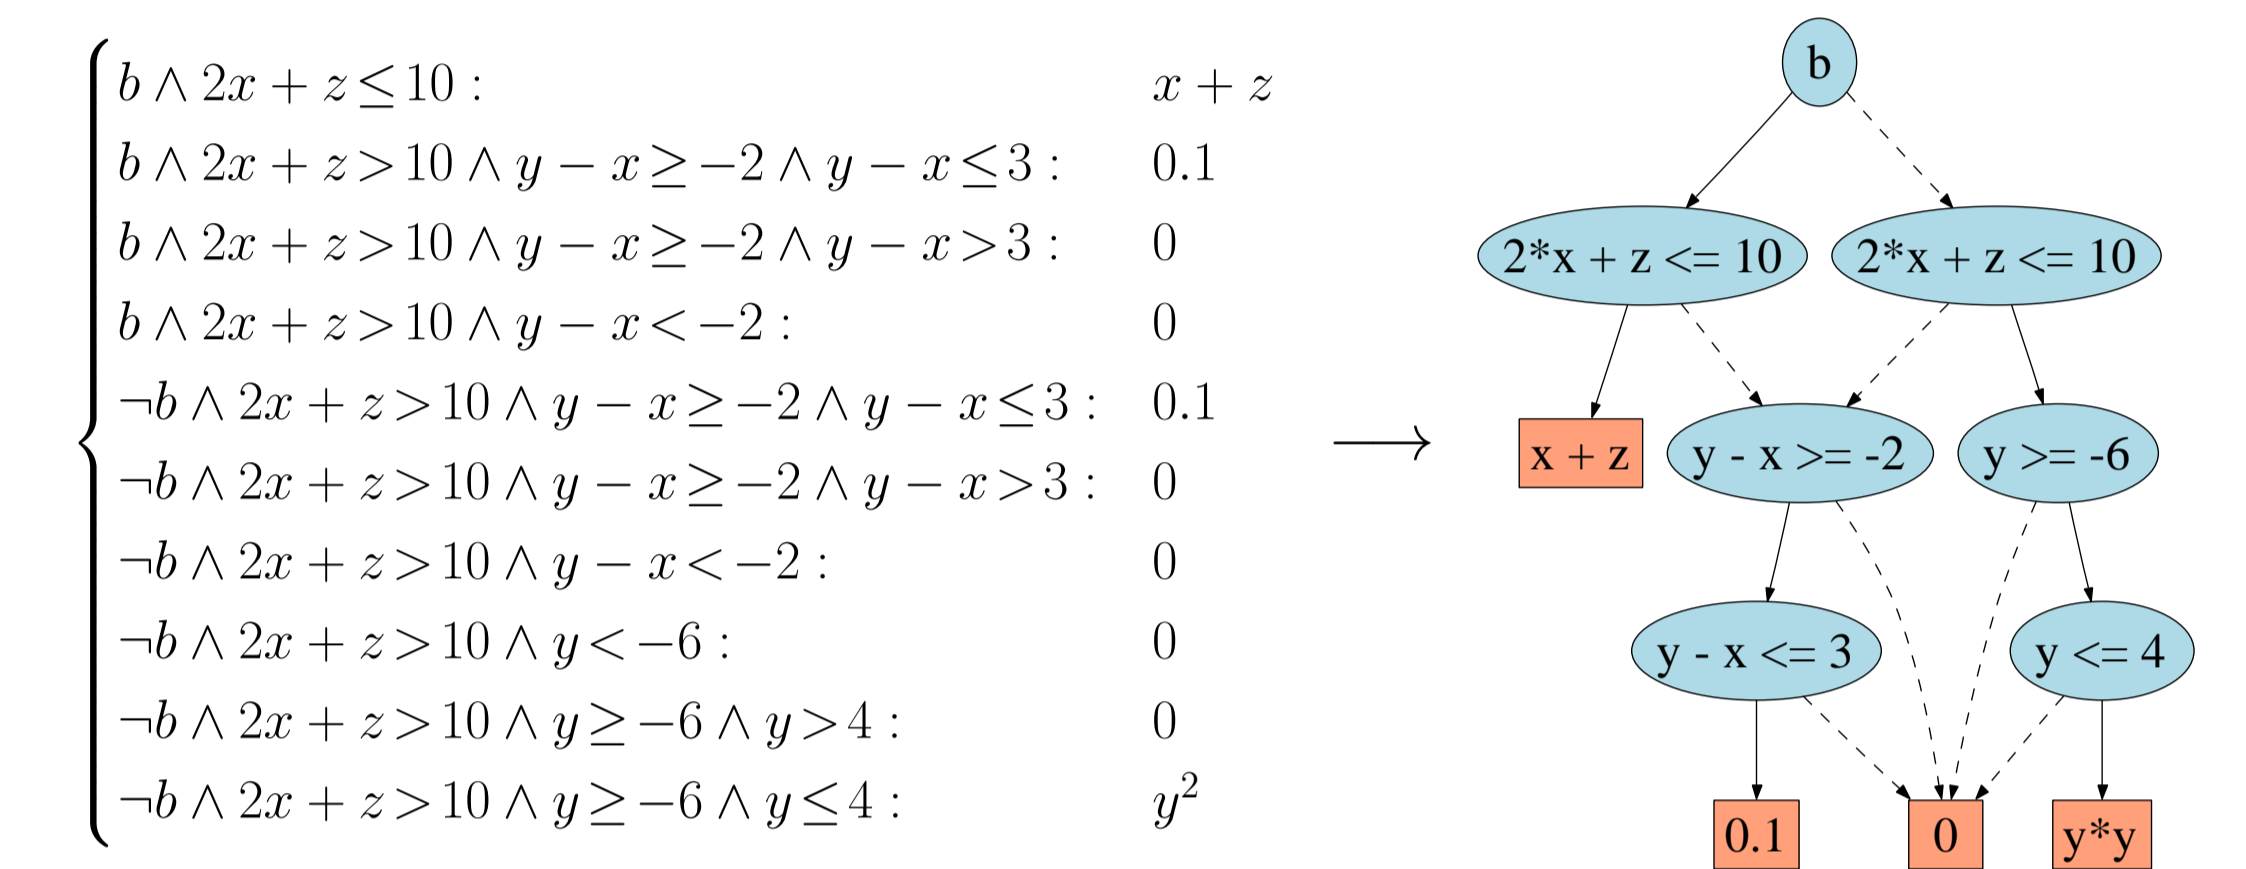 b ∧ 2x + z ≤ 10 : x + z
b ∧ 2x + z > 10 ∧ y − x ≥ −2 ∧ y − x ≤ 3 : 0.1
b ∧ 2x + z > 10 ∧ y − x ≥ −2 ∧ y − x > 3 : 0
b ∧ 2x + z > 10 ∧ y − x < −2 : 0
¬b ∧ 2x + z > 10 ∧ y − x ≥ −2 ∧ y − x ≤ 3 : 0.1
¬b ∧ 2x + z > 10 ∧ y − x ≥ −2 ∧ y − x > 3 : 0
¬b ∧ 2x + z > 10 ∧ y − x < −2 : 0
¬b ∧ 2x + z > 10 ∧ y < −6 : 0
¬b ∧ 2x + z > 10 ∧ y ≥ −6 ∧ y > 4 : 0
¬b ∧ 2x + z > 10 ∧ y ≥ −6 ∧ y ≤ 4 : y²
⟶
b
2*x + z <= 10
2*x + z <= 10
x + z
y - x >= -2
y >= -6
y - x <= 3
y <= 4
0.1
0
y*y